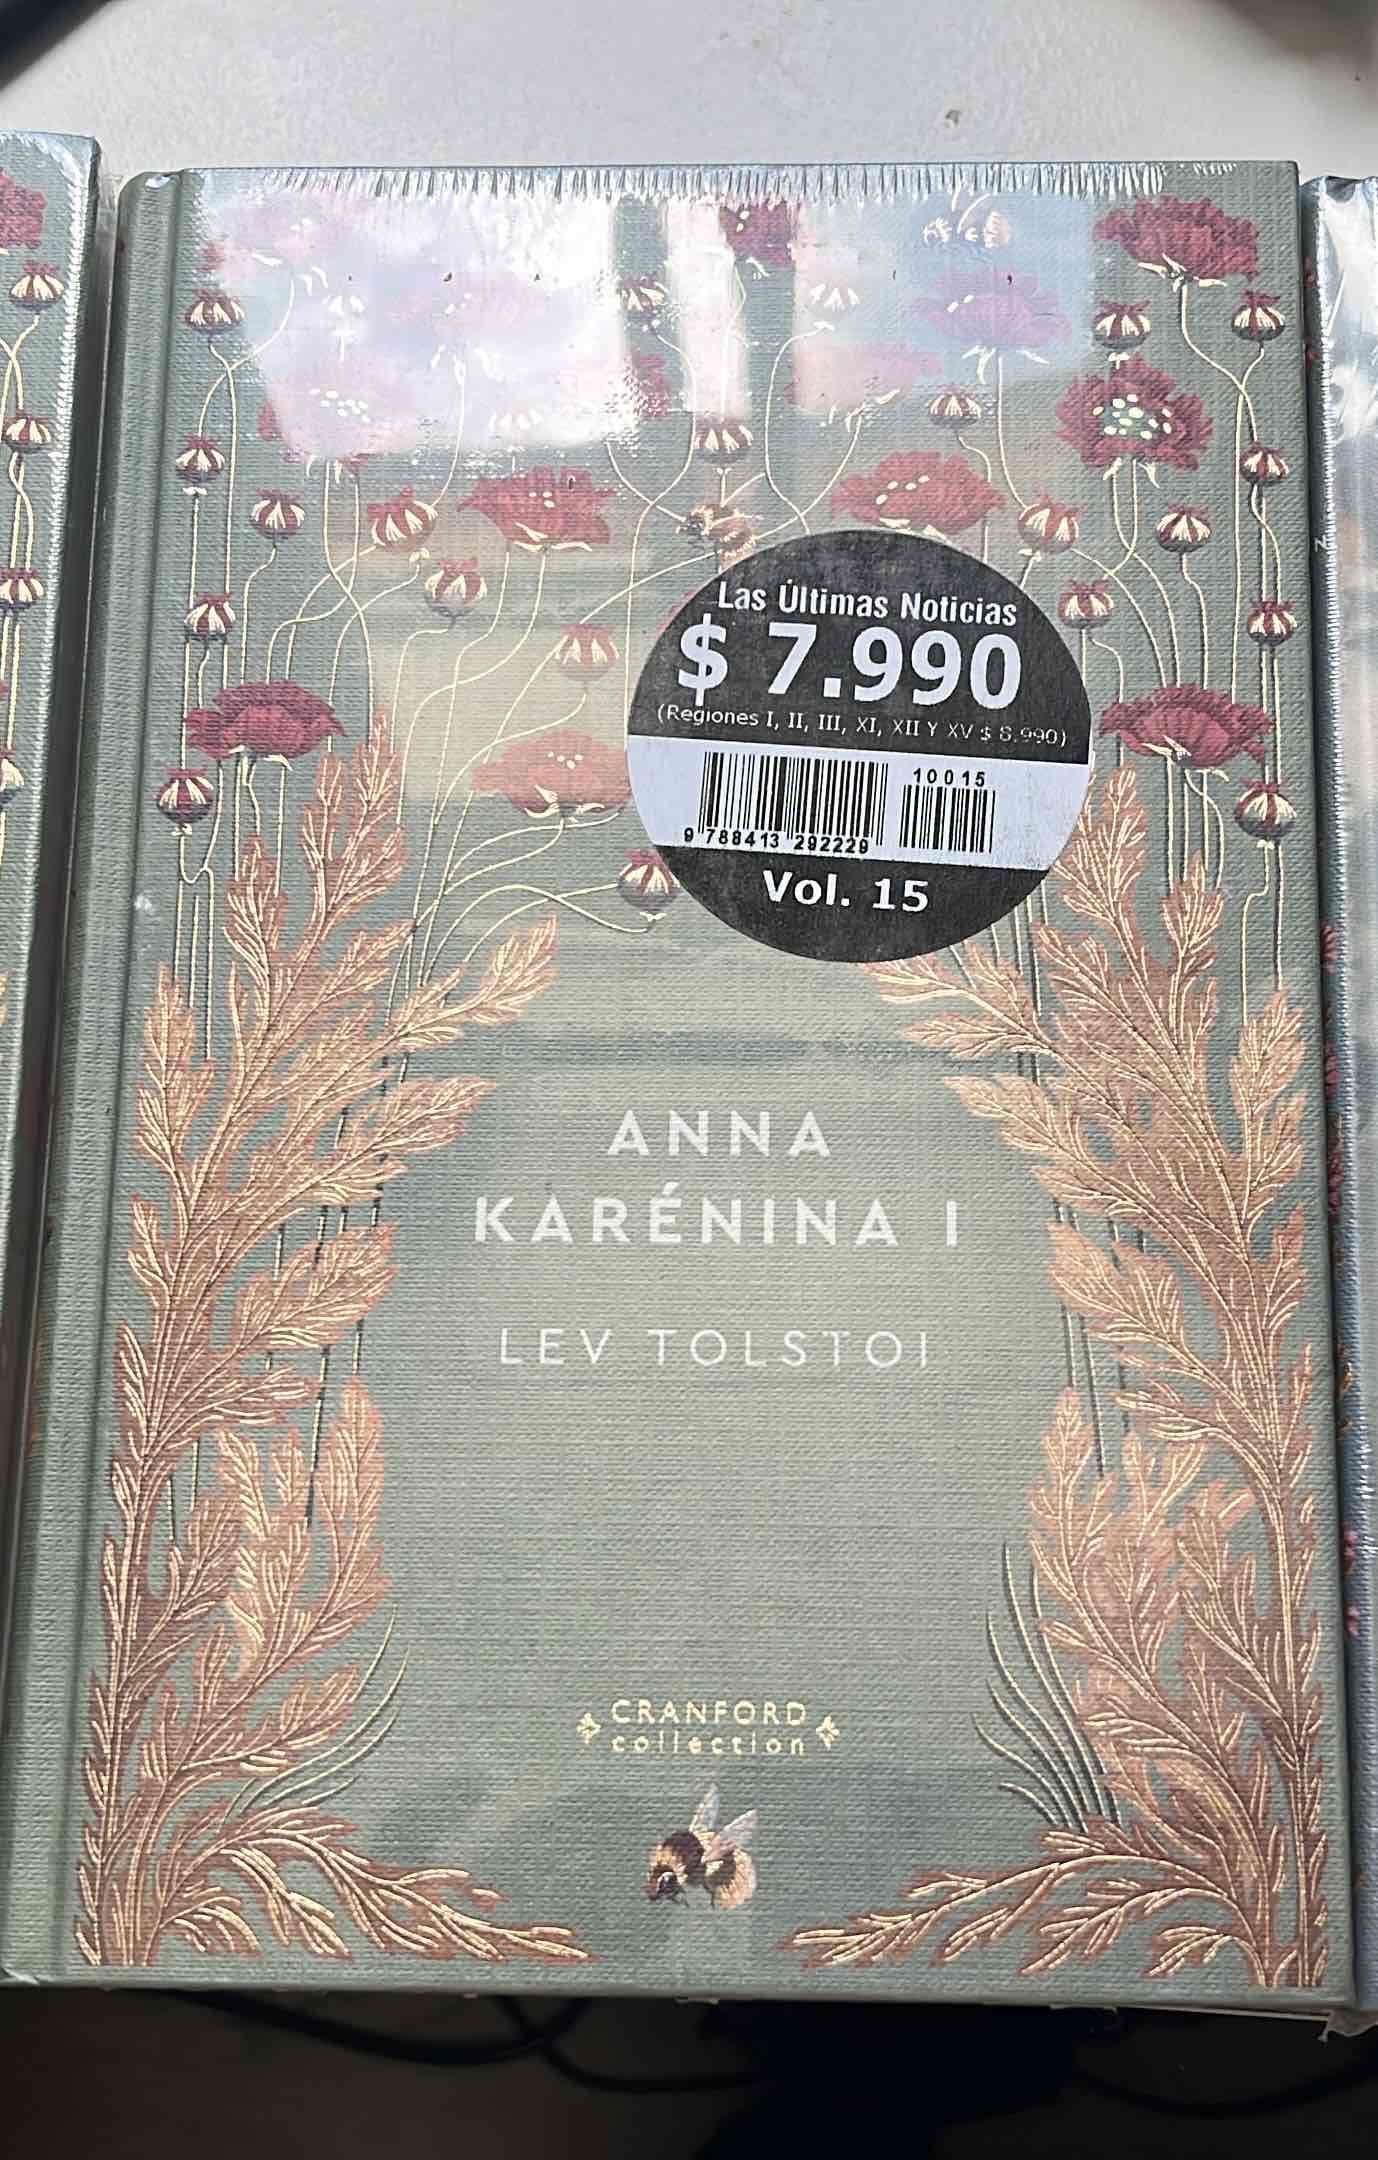 Las Últimas Noticias
$ 7.990
(Regiones I, II, III, XI, XII Y XV $ 8.990)
10015
9 788413 292229
Vol. 15
ANNA
KARÉNINA I
LEV TOLSTOI
CRANFORD
collection